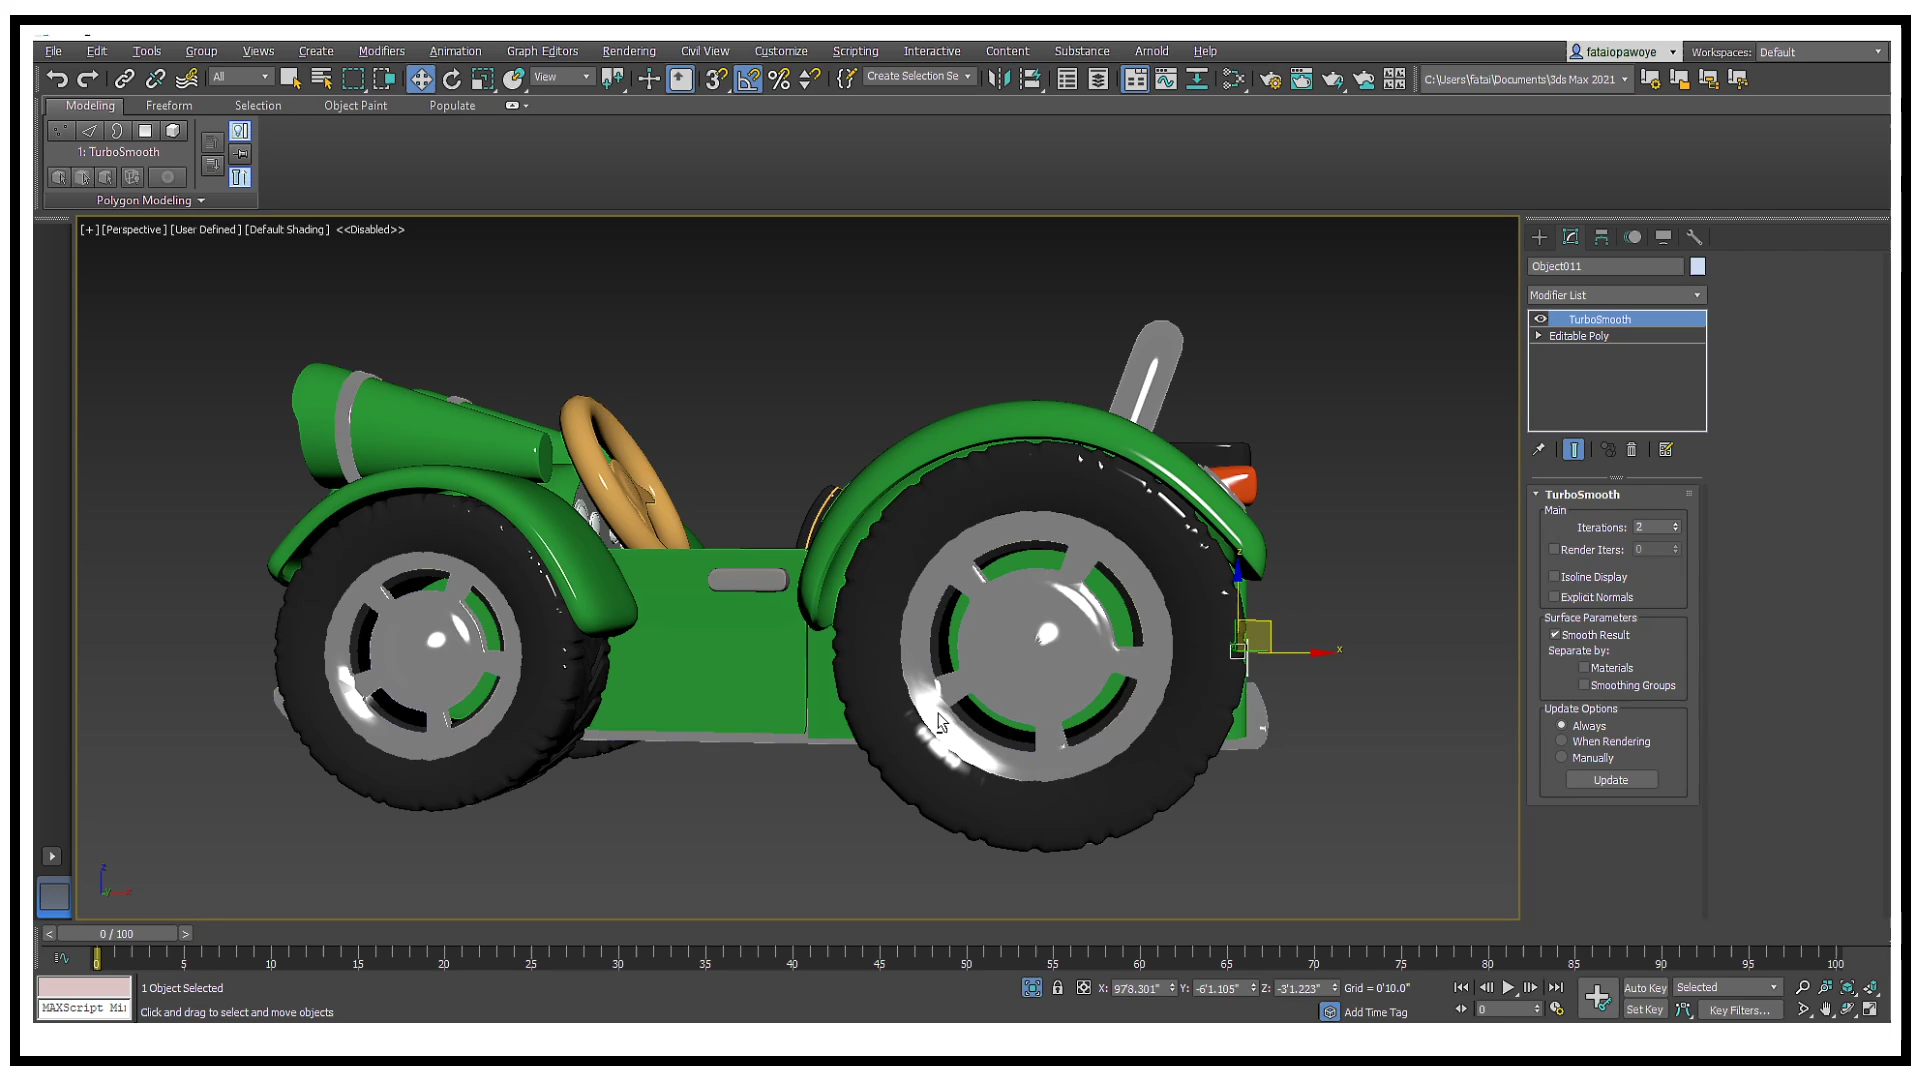 File Edit Tools Group Views Create Modifiers Animation Graph Editors Rendering Civil View Customize Scripting Interactive Content Substance Arnold Help fataiopawoye Workspaces: Default
All View Create Selection Se C:\Users\fatai\Documents\3ds Max 2021
Modeling Freeform Selection Object Paint Populate
1: TurboSmooth
Polygon Modeling
[+] [Perspective] [User Defined] [Default Shading] <<Disabled>>
Object011
Modifier List
TurboSmooth
Editable Poly
TurboSmooth
Main
Iterations: 2
Render Iters: 0
Isoline Display
Explicit Normals
Surface Parameters
Smooth Result
Separate by:
Materials
Smoothing Groups
Update Options
Always
When Rendering
Manually
Update
z
x
z
x
< 0 / 100 >
0 5 10 15 20 25 30 35 40 45 50 55 60 65 70 75 80 85 90 95 100
1 Object Selected X: 978.301" Y: -6'1.105" Z: -3'1.223" Grid = 0'10.0" Auto Key Selected
MAXScript Mi: Click and drag to select and move objects Add Time Tag 0 Set Key Key Filters...